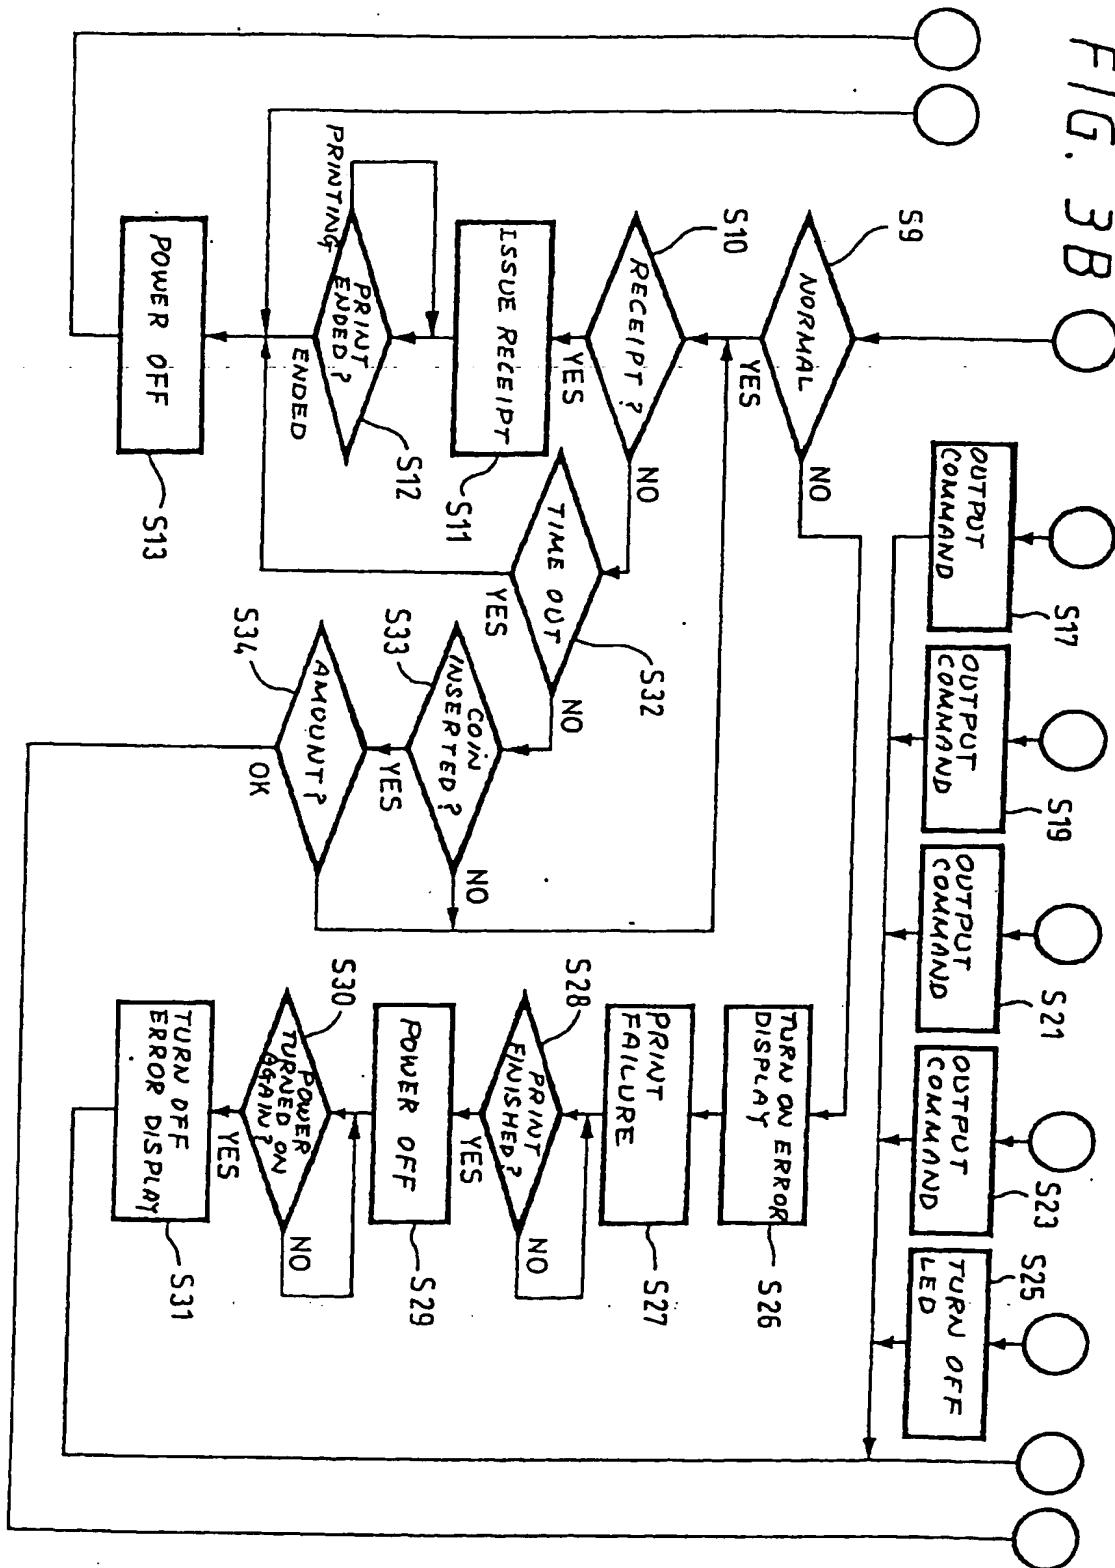 FIG. 3B
S9
NORMAL
YES
NO
S10
RECEIPT?
YES
NO
ISSUE RECEIPT
S11
PRINTING
PRINT
ENDED?
S12
ENDED
POWER OFF
S13
TIME OUT
S32
YES
NO
S33
COIN
INSERTED?
YES
NO
S34
AMOUNT?
OK
OUTPUT
COMMAND
S17
OUTPUT
COMMAND
S19
OUTPUT
COMMAND
S21
OUTPUT
COMMAND
S23
S25
TURN OFF
LED
TURN ON ERROR
DISPLAY
S26
PRINT
FAILURE
S27
S28
PRINT
FINISHED?
YES
NO
POWER OFF
S29
S30
POWER
TURNED ON
AGAIN?
YES
NO
TURN OFF
ERROR DISPLAY
S31